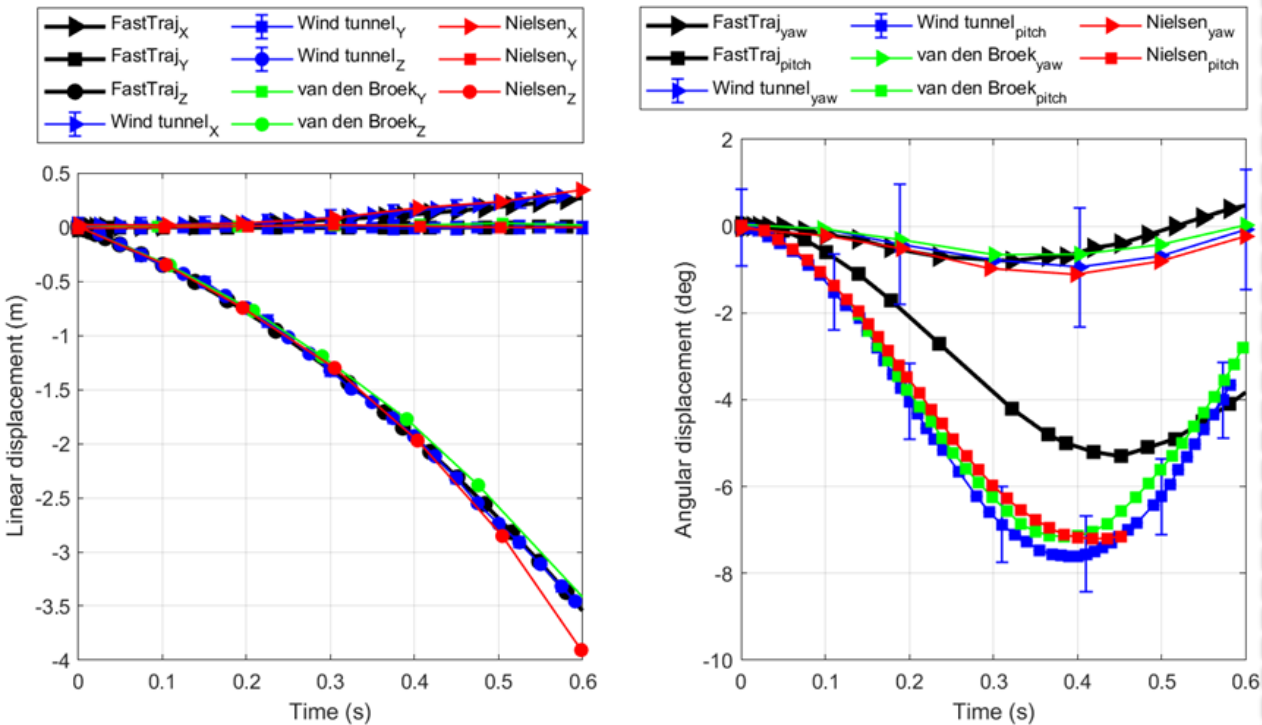 FastTraj_X Wind tunnel_Y Nielsen_X
FastTraj_Y Wind tunnel_Z Nielsen_Y
FastTraj_Z van den Broek_Y Nielsen_Z
Wind tunnel_X van den Broek_Z
0.5
0
-0.5
-1
-1.5
-2
-2.5
-3
-3.5
-4
Linear displacement (m)
0 0.1 0.2 0.3 0.4 0.5 0.6
Time (s)
FastTraj_yaw Wind tunnel_pitch Nielsen_yaw
FastTraj_pitch van den Broek_yaw Nielsen_pitch
Wind tunnel_yaw van den Broek_pitch
2
0
-2
-4
-6
-8
-10
Angular displacement (deg)
0 0.1 0.2 0.3 0.4 0.5 0.6
Time (s)